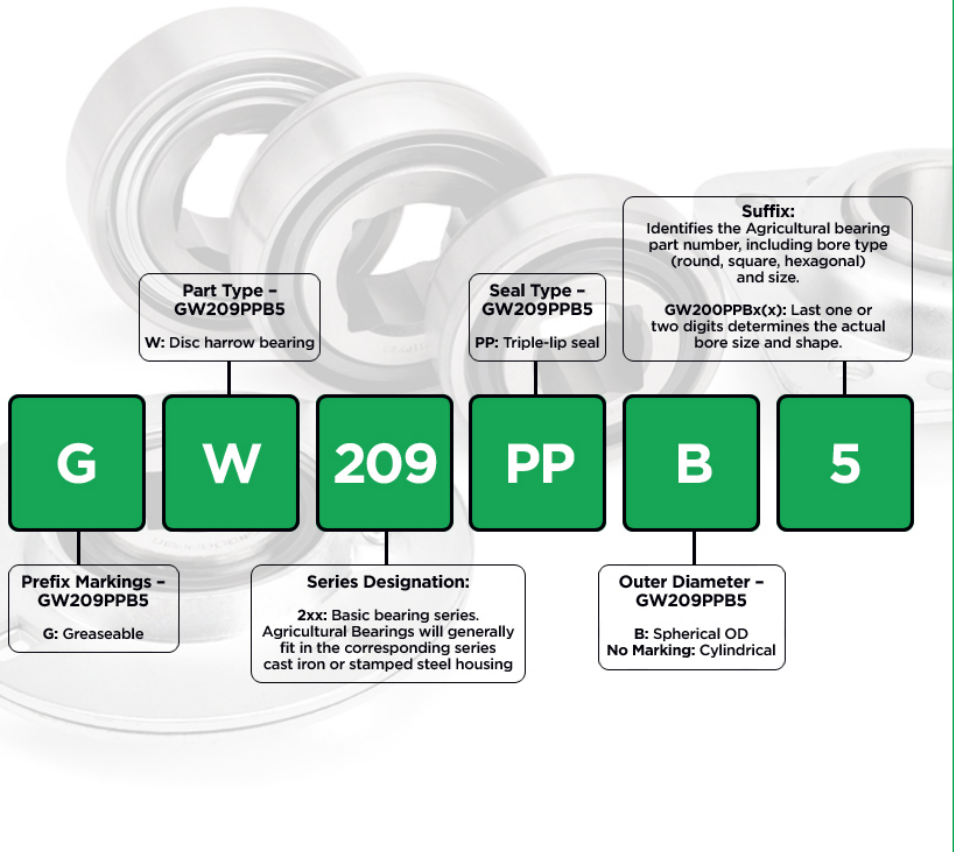 Suffix:
Identifies the Agricultural bearing
part number, including bore type
(round, square, hexagonal)
and size.
GW200PPBx(x): Last one or
two digits determines the actual
bore size and shape.
Part Type –
GW209PPB5
W: Disc harrow bearing
Seal Type –
GW209PPB5
PP: Triple-lip seal
G
W
209
PP
B
5
Prefix Markings –
GW209PPB5
G: Greaseable
Series Designation:
2xx: Basic bearing series.
Agricultural Bearings will generally
fit in the corresponding series
cast iron or stamped steel housing
Outer Diameter –
GW209PPB5
B: Spherical OD
No Marking: Cylindrical